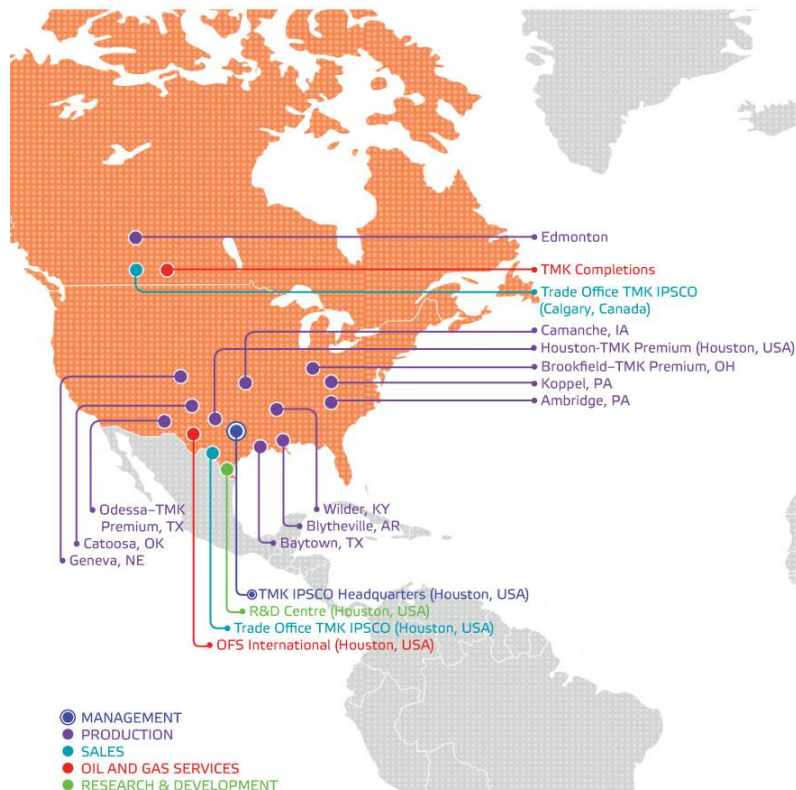 Edmonton
TMK Completions
Trade Office TMK IPSCO
(Calgary, Canada)
Camanche, IA
Houston-TMK Premium (Houston, USA)
Brookfield–TMK Premium, OH
Koppel, PA
Ambridge, PA
Odessa–TMK
Premium, TX
Catoosa, OK
Geneva, NE
Wilder, KY
Blytheville, AR
Baytown, TX
TMK IPSCO Headquarters (Houston, USA)
R&D Centre (Houston, USA)
Trade Office TMK IPSCO (Houston, USA)
OFS International (Houston, USA)
MANAGEMENT
PRODUCTION
SALES
OIL AND GAS SERVICES
RESEARCH & DEVELOPMENT